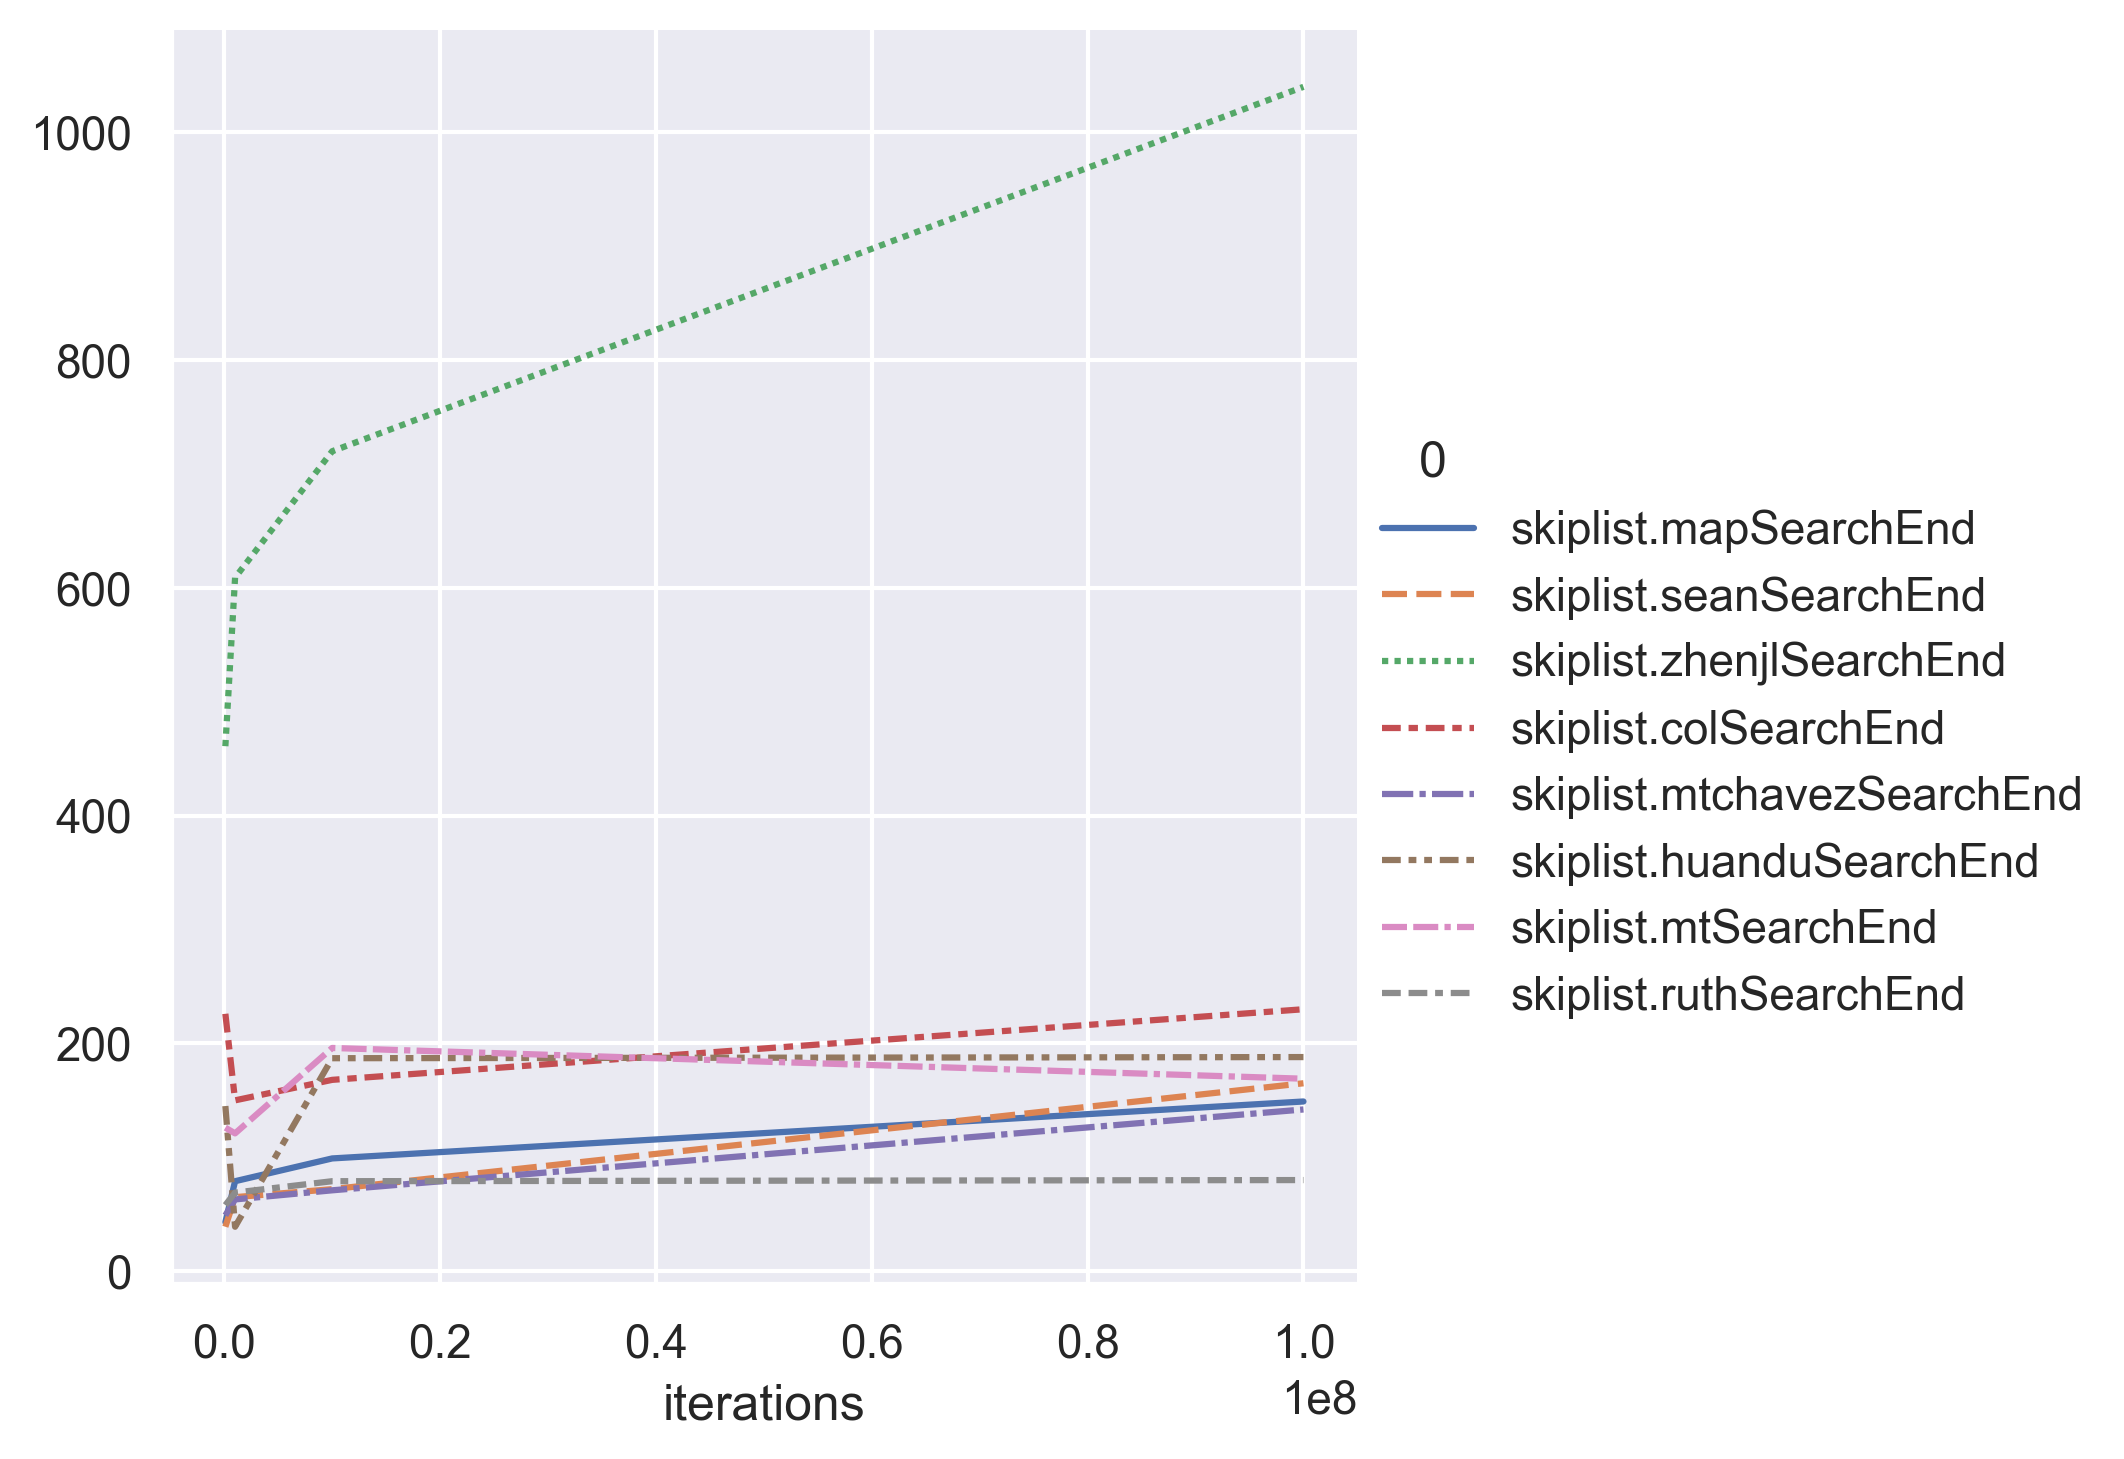 1000
800
600
400
200
0
0.0 0.2 0.4 0.6 0.8 1.0
1e8
iterations
0
skiplist.mapSearchEnd
skiplist.seanSearchEnd
skiplist.zhenjlSearchEnd
skiplist.colSearchEnd
skiplist.mtchavezSearchEnd
skiplist.huanduSearchEnd
skiplist.mtSearchEnd
skiplist.ruthSearchEnd